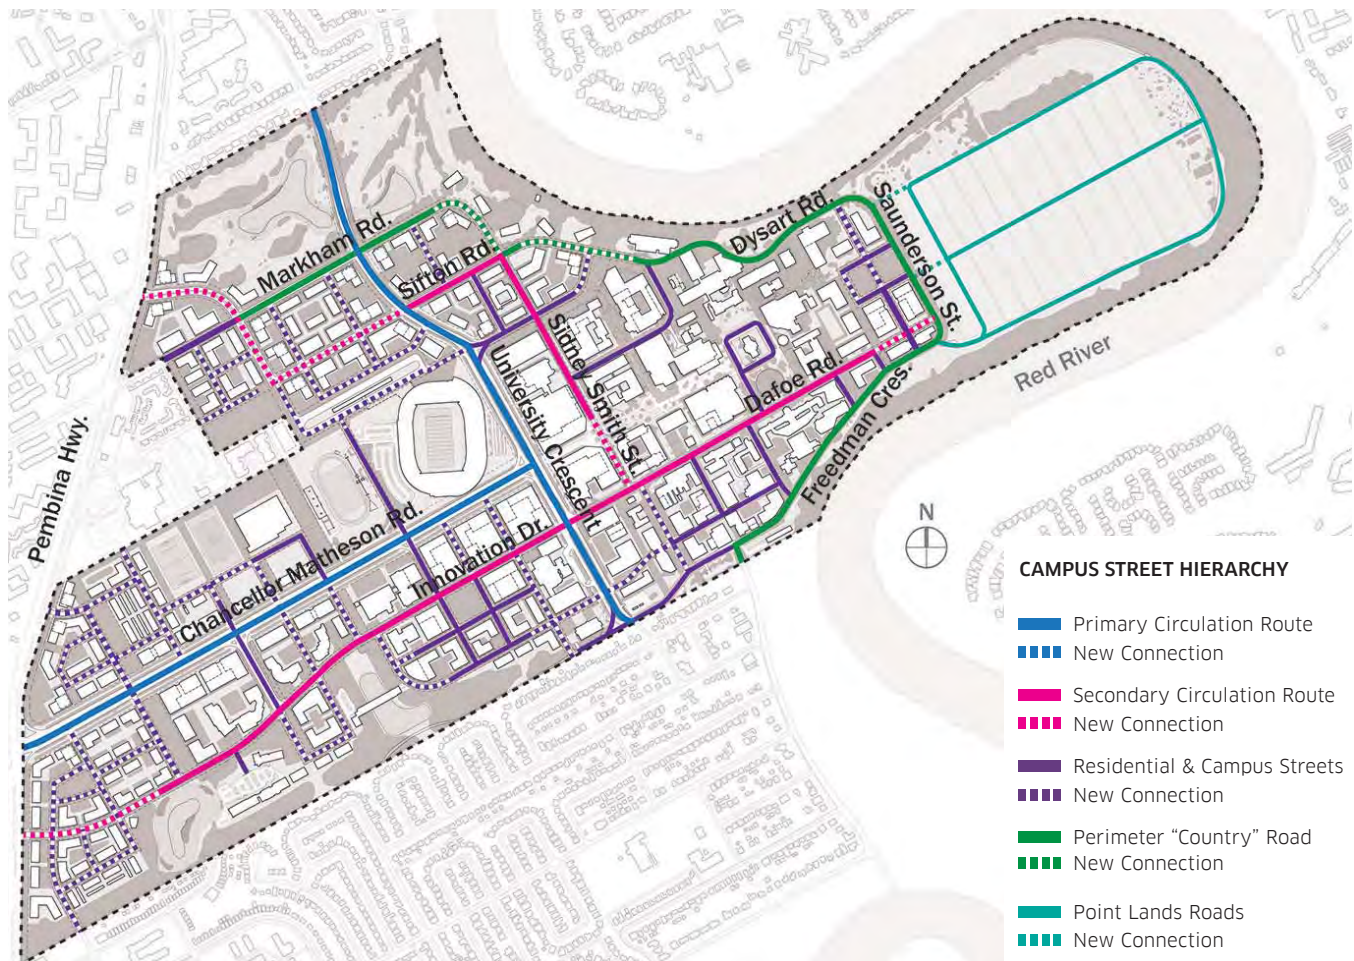 Markham Rd.
Sifton Rd.
Dysart Rd.
Saunderson St.
Sidney Smith St.
University Crescent
Dafoe Rd.
Freedman Cres.
Red River
Pembina Hwy.
Chancellor Matheson Rd.
Innovation Dr.
N
CAMPUS STREET HIERARCHY
Primary Circulation Route
New Connection
Secondary Circulation Route
New Connection
Residential & Campus Streets
New Connection
Perimeter “Country” Road
New Connection
Point Lands Roads
New Connection